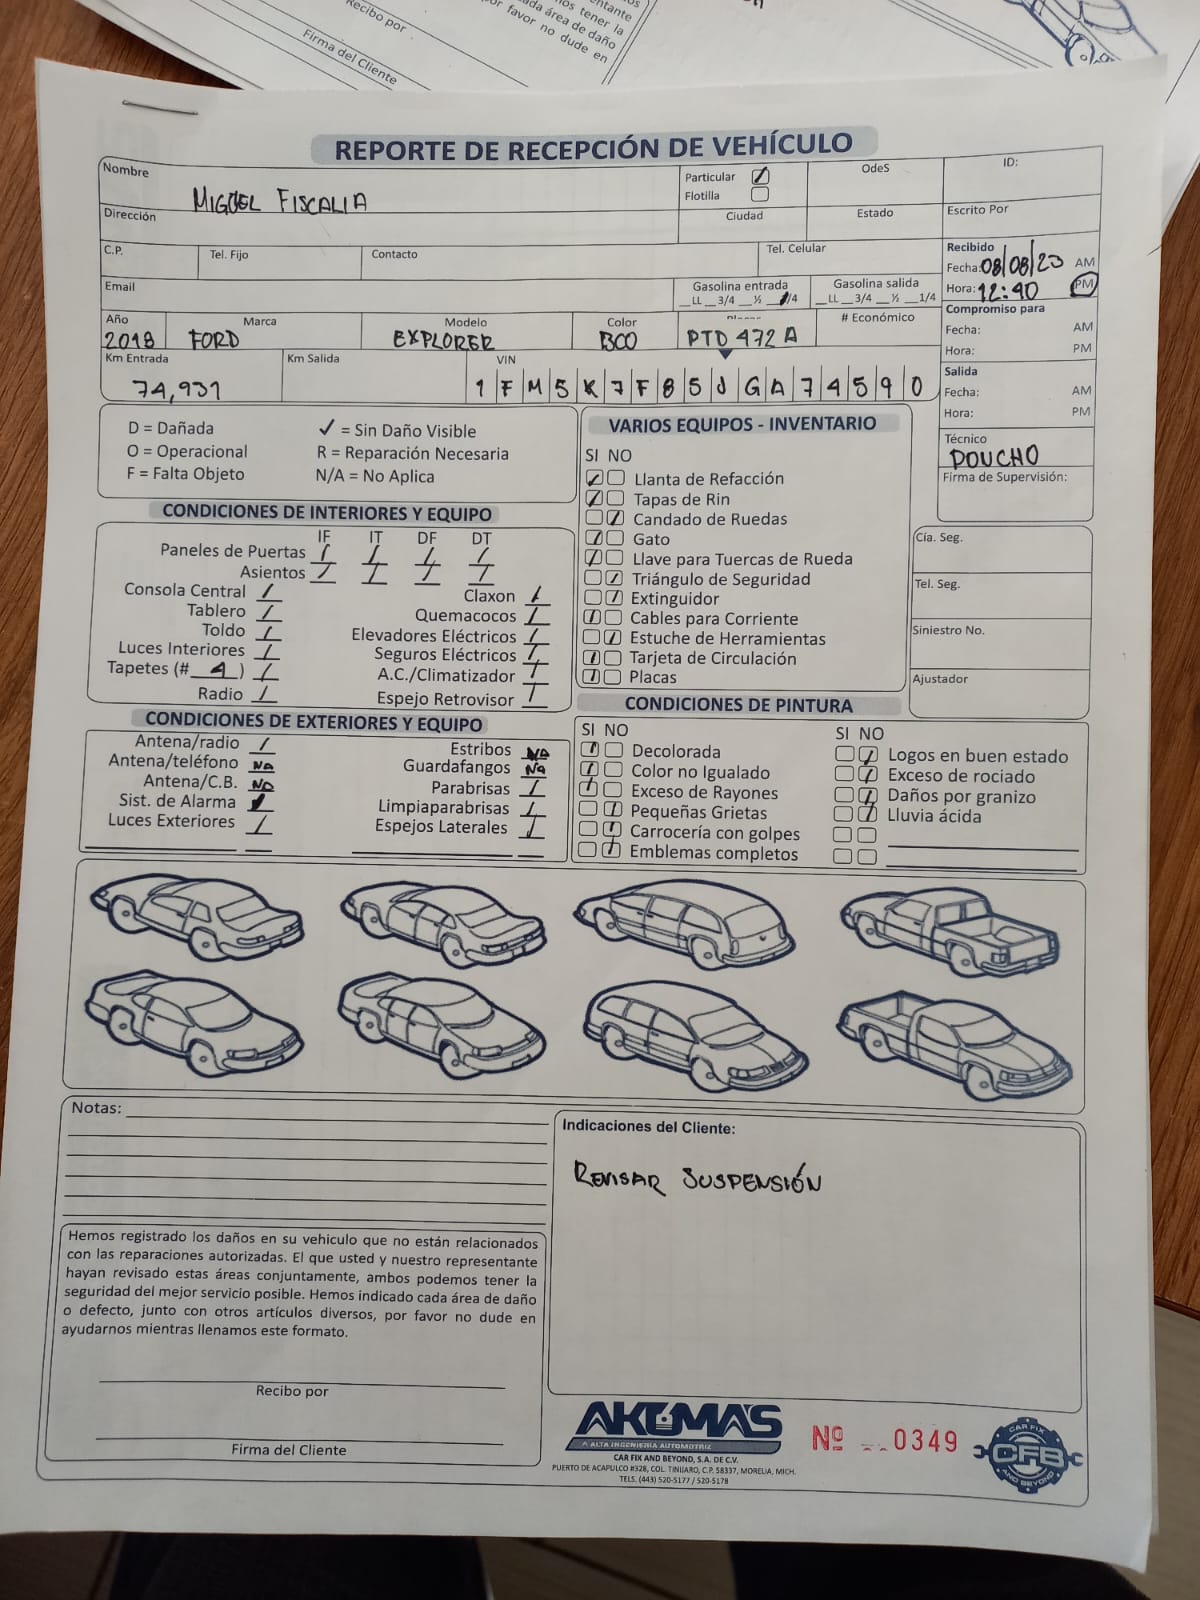 Recibo por
Firma del Cliente
nos tener la
cada área de daño
por favor no dude en
REPORTE DE RECEPCIÓN DE VEHÍCULO
Nombre
MIGUEL FISCALIA
Particular
Flotilla
OdeS
ID:
Dirección
Ciudad
Estado
Escrito Por
C.P.
Tel. Fijo
Contacto
Tel. Celular
Recibido
Fecha: 08/08/23 AM
Hora: 12:40 PM
Email
Gasolina entrada
__LL __3/4 __½ __1/4
Gasolina salida
__LL __3/4 __½ __1/4
Compromiso para
Fecha: AM
Hora: PM
Año
2018
Marca
FORD
Modelo
EXPLORER
Color
BCO
PTD 472 A
# Económico
Km Entrada
74,931
Km Salida
VIN
1 F M 5 K 7 F 8 5 J G A 7 4 5 9 0
Salida
Fecha: AM
Hora: PM
D = Dañada
✓ = Sin Daño Visible
O = Operacional
R = Reparación Necesaria
F = Falta Objeto
N/A = No Aplica
VARIOS EQUIPOS - INVENTARIO
SI NO
Llanta de Refacción
Tapas de Rin
Candado de Ruedas
Gato
Llave para Tuercas de Rueda
Triángulo de Seguridad
Extinguidor
Cables para Corriente
Estuche de Herramientas
Tarjeta de Circulación
Placas
Técnico
POUCHO
Firma de Supervisión:
Cía. Seg.
Tel. Seg.
Siniestro No.
Ajustador
CONDICIONES DE INTERIORES Y EQUIPO
IF IT DF DT
Paneles de Puertas
Asientos
Consola Central
Claxon
Tablero
Quemacocos
Toldo
Elevadores Eléctricos
Luces Interiores
Seguros Eléctricos
Tapetes (# 4 )
A.C./Climatizador
Radio
Espejo Retrovisor
CONDICIONES DE EXTERIORES Y EQUIPO
Antena/radio
Estribos NA
Antena/teléfono NA
Guardafangos NA
Antena/C.B. NA
Parabrisas
Sist. de Alarma
Limpiaparabrisas
Luces Exteriores
Espejos Laterales
CONDICIONES DE PINTURA
SI NO
SI NO
Decolorada
Logos en buen estado
Color no Igualado
Exceso de rociado
Exceso de Rayones
Daños por granizo
Pequeñas Grietas
Lluvia ácida
Carrocería con golpes
Emblemas completos
Notas:
Indicaciones del Cliente:
REVISAR SUSPENSIÓN
Hemos registrado los daños en su vehiculo que no están relacionados
con las reparaciones autorizadas. El que usted y nuestro representante
hayan revisado estas áreas conjuntamente, ambos podemos tener la
seguridad del mejor servicio posible. Hemos indicado cada área de daño
o defecto, junto con otros artículos diversos, por favor no dude en
ayudarnos mientras llenamos este formato.
Recibo por
Firma del Cliente
AKUMAS
ALTA INGENIERÍA AUTOMOTRIZ
CAR FIX AND BEYOND, S.A. DE C.V.
PUERTO DE ACAPULCO #328, COL. TINIJARO, C.P. 58337, MORELIA, MICH.
TELS. (443) 520-5177 / 520-5178
Nº 0349
CAR FIX
CFB
AND BEYOND